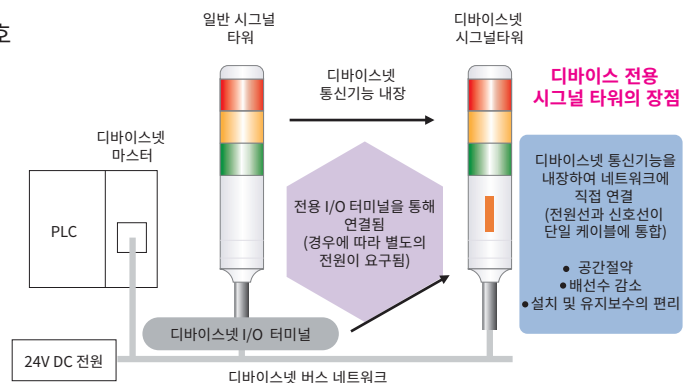 호
일반 시그널
타워
디바이스넷
시그널타워
디바이스넷
통신기능 내장
디바이스 전용
시그널 타워의 장점
디바이스넷
마스터
PLC
전용 I/O 터미널을 통해
연결됨
(경우에 따라 별도의
전원이 요구됨)
디바이스넷 통신기능을
내장하여 네트워크에
직접 연결
(전원선과 신호선이
단일 케이블에 통합)
● 공간절약
●배선수 감소
●설치 및 유지보수의 편리
디바이스넷 I/O 터미널
24V DC 전원
디바이스넷 버스 네트워크